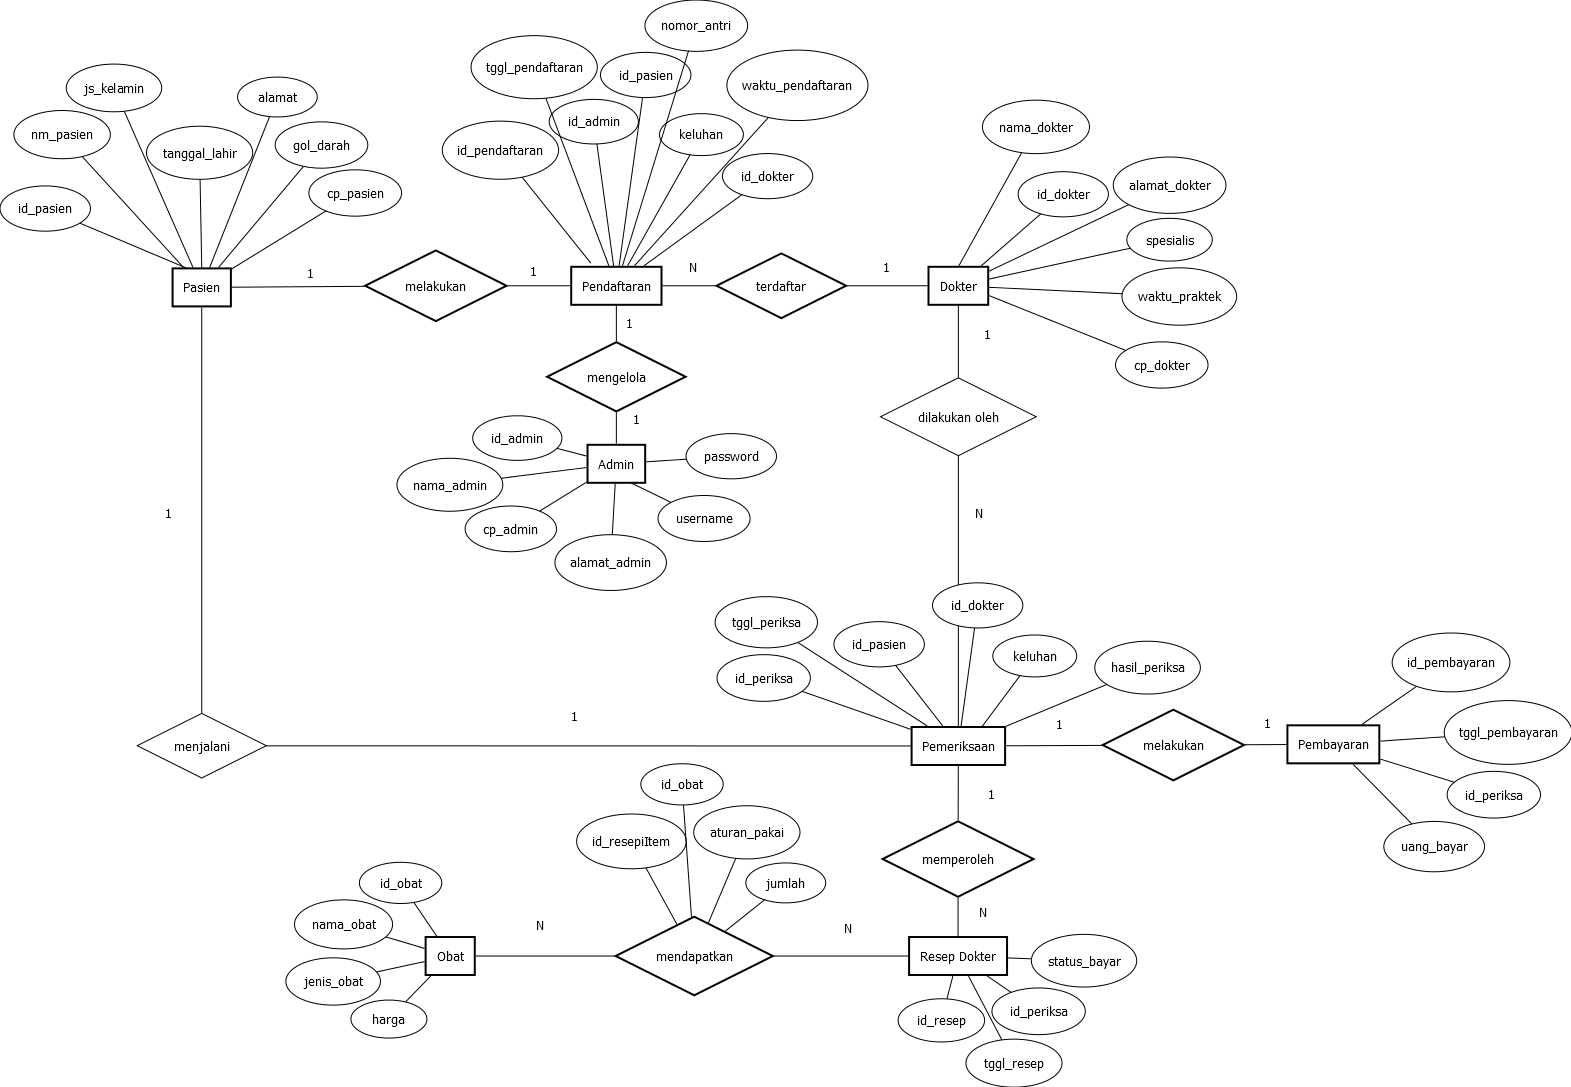 nomor_antri
tggl_pendaftaran
id_pasien
waktu_pendaftaran
js_kelamin
alamat
nm_pasien
tanggal_lahir
gol_darah
id_admin
keluhan
nama_dokter
id_pendaftaran
id_dokter
id_pasien
cp_pasien
id_dokter
alamat_dokter
spesialis
waktu_praktek
cp_dokter
Pasien
1
melakukan
1
Pendaftaran
N
terdaftar
1
Dokter
1
mengelola
1
1
dilakukan oleh
N
id_admin
nama_admin
cp_admin
alamat_admin
Admin
password
username
1
id_dokter
tggl_periksa
id_pasien
keluhan
id_periksa
hasil_periksa
id_pembayaran
tggl_pembayaran
id_periksa
uang_bayar
menjalani
1
Pemeriksaan
1
melakukan
1
Pembayaran
1
memperoleh
N
id_obat
id_resepiItem
aturan_pakai
jumlah
id_obat
nama_obat
jenis_obat
harga
Obat
N
mendapatkan
N
Resep Dokter
status_bayar
id_periksa
id_resep
tggl_resep